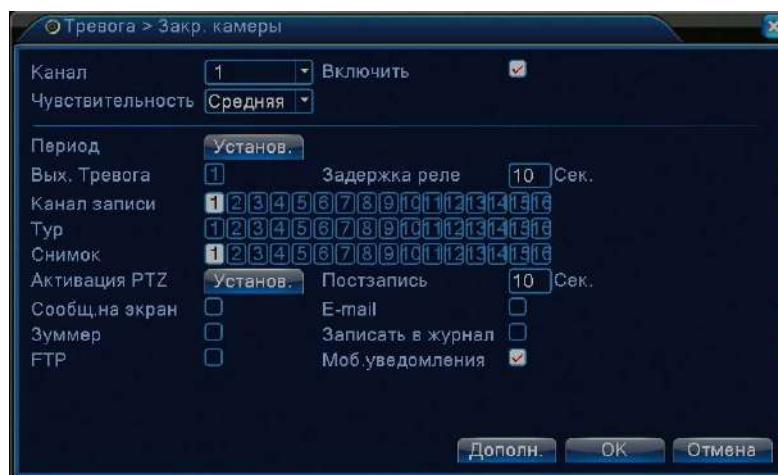 Тревога > Закр. камеры
Канал 1 Включить
Чувствительность Средняя
Период Установ.
Вых. Тревога 1 Задержка реле 10 Сек.
Канал записи 1 2 3 4 5 6 7 8 9 10 11 12 13 14 15 16
Тур 1 2 3 4 5 6 7 8 9 10 11 12 13 14 15 16
Снимок 1 2 3 4 5 6 7 8 9 10 11 12 13 14 15 16
Активация PTZ Установ. Постзапись 10 Сек.
Сообщ.на экран E-mail
Зуммер Записать в журнал
FTP Моб.уведомления
Дополн. OK Отмена